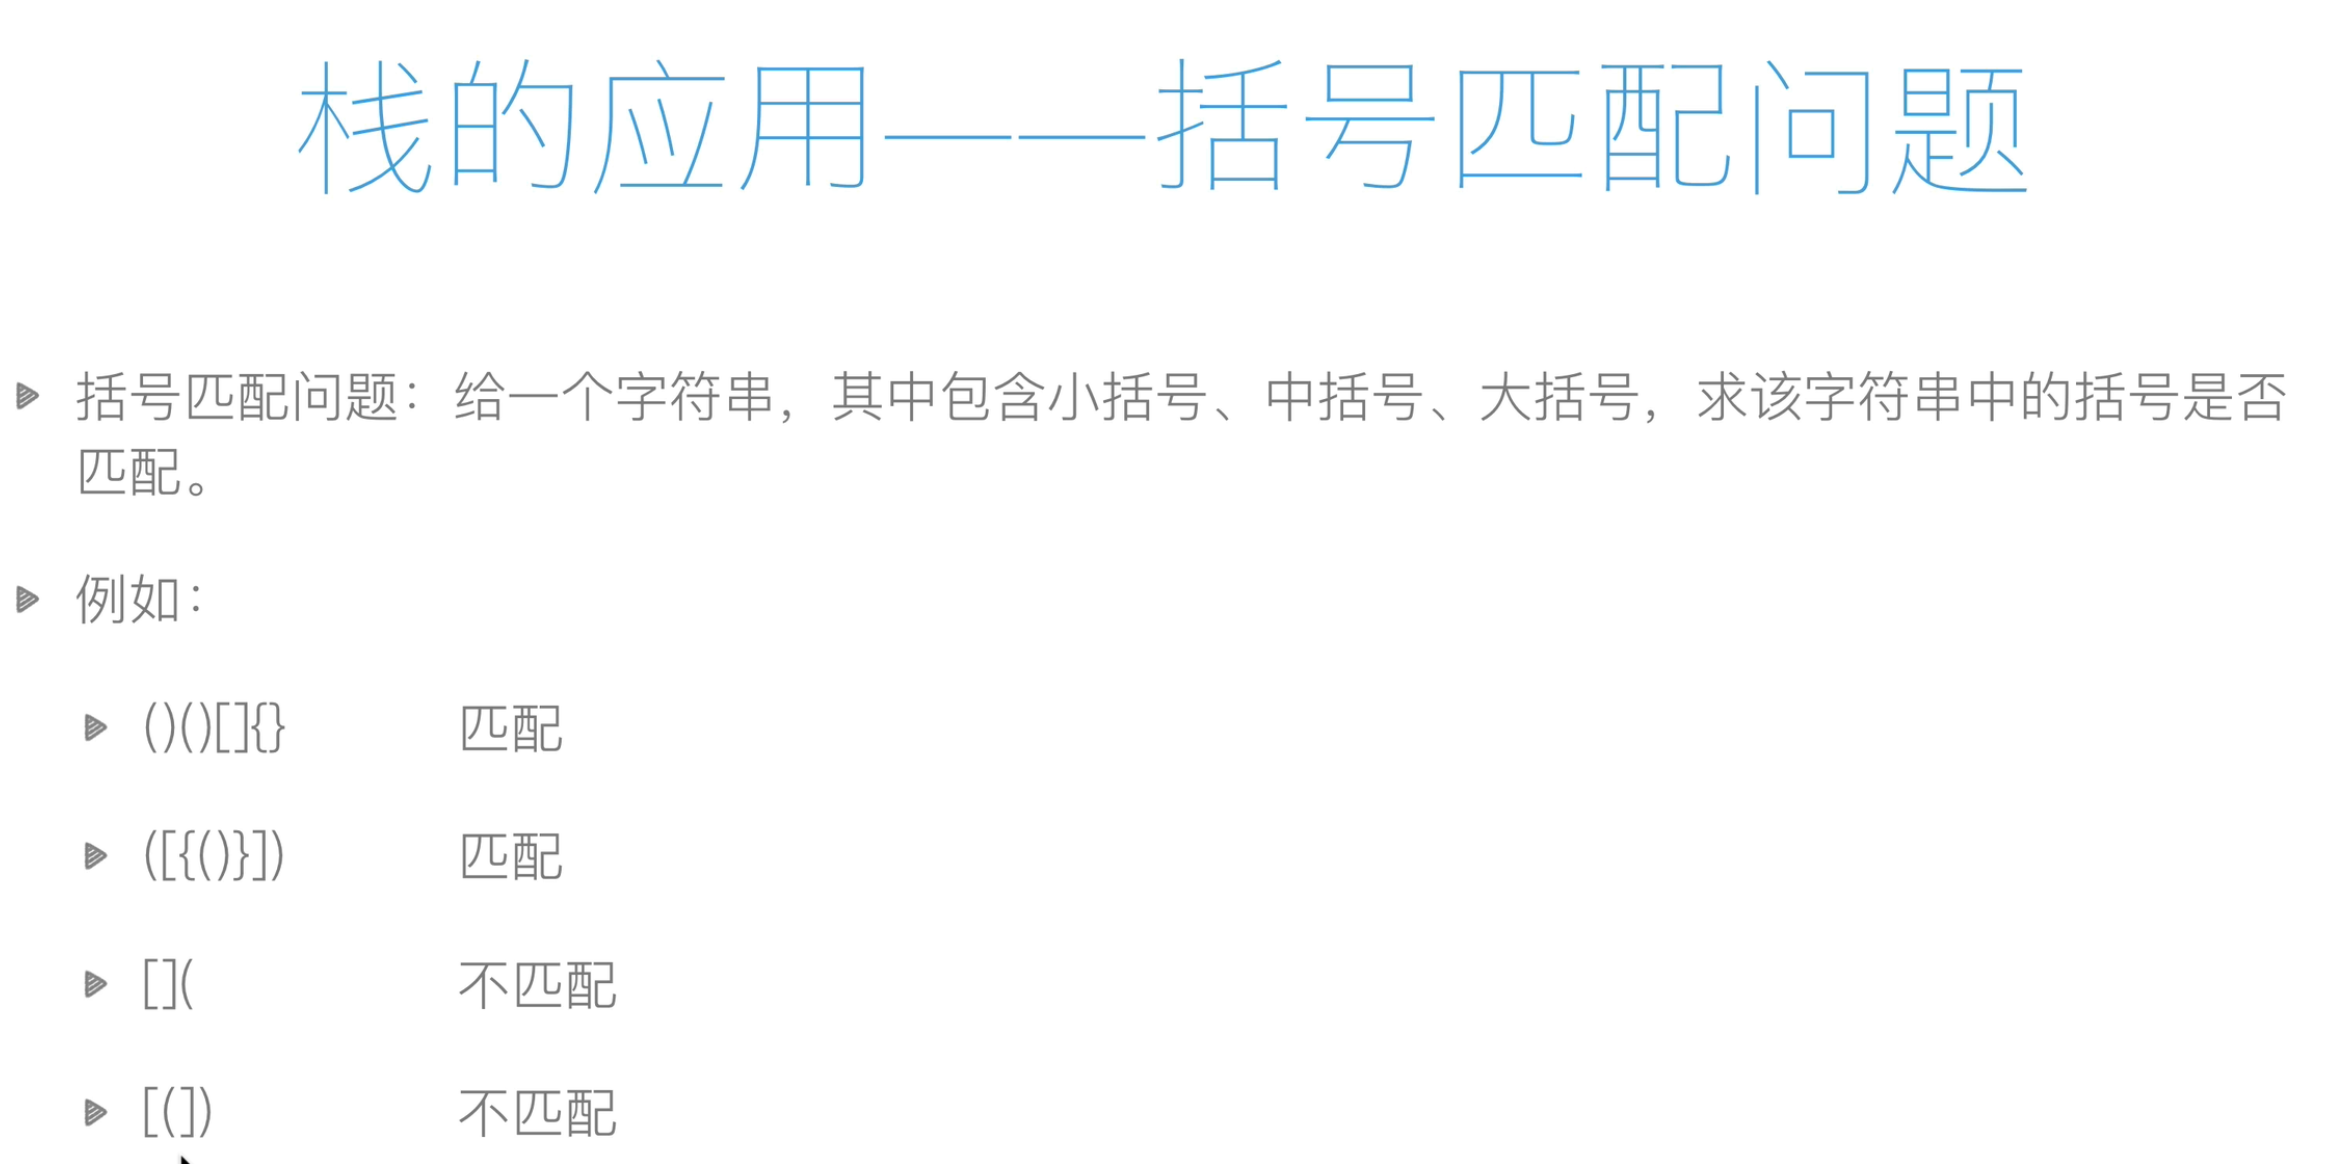 栈的应用——括号匹配问题
括号匹配问题：给一个字符串，其中包含小括号、中括号、大括号，求该字符串中的括号是否
匹配。
例如：
()()[]{} 匹配
([{()}]) 匹配
[]( 不匹配
[(]) 不匹配